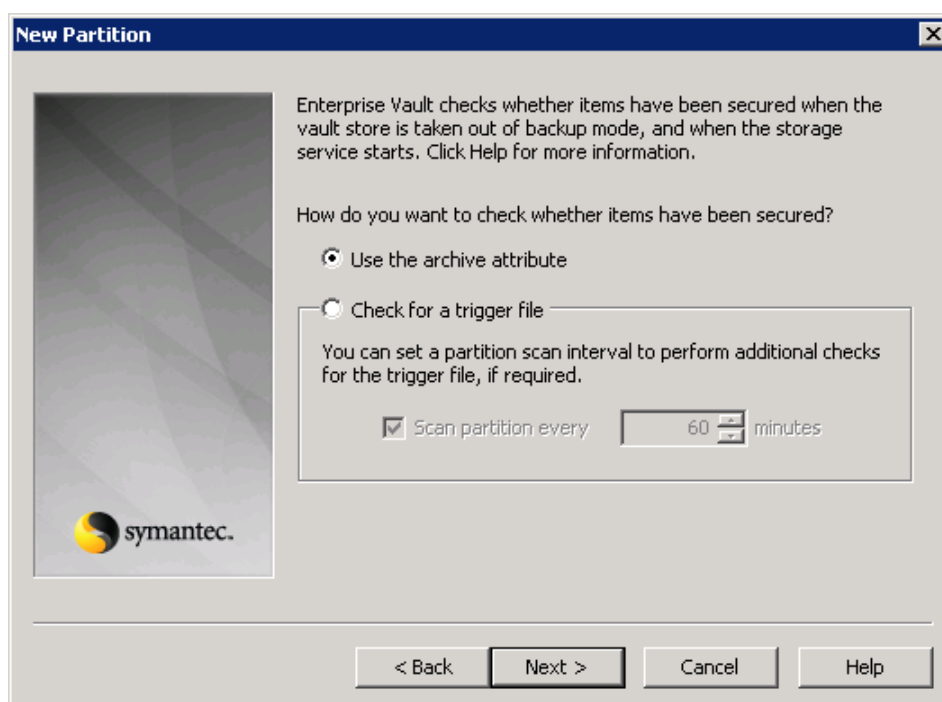 New Partition
Enterprise Vault checks whether items have been secured when the
vault store is taken out of backup mode, and when the storage
service starts. Click Help for more information.
How do you want to check whether items have been secured?
Use the archive attribute
Check for a trigger file
You can set a partition scan interval to perform additional checks
for the trigger file, if required.
Scan partition every 60 minutes
symantec.
< Back Next > Cancel Help